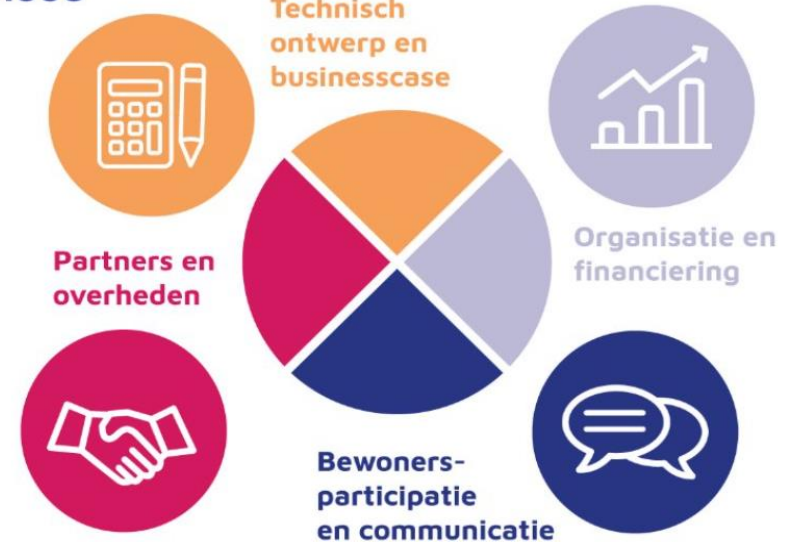 Technisch
ontwerp en
businesscase
Organisatie en
financiering
Partners en
overheden
Bewoners-
participatie
en communicatie